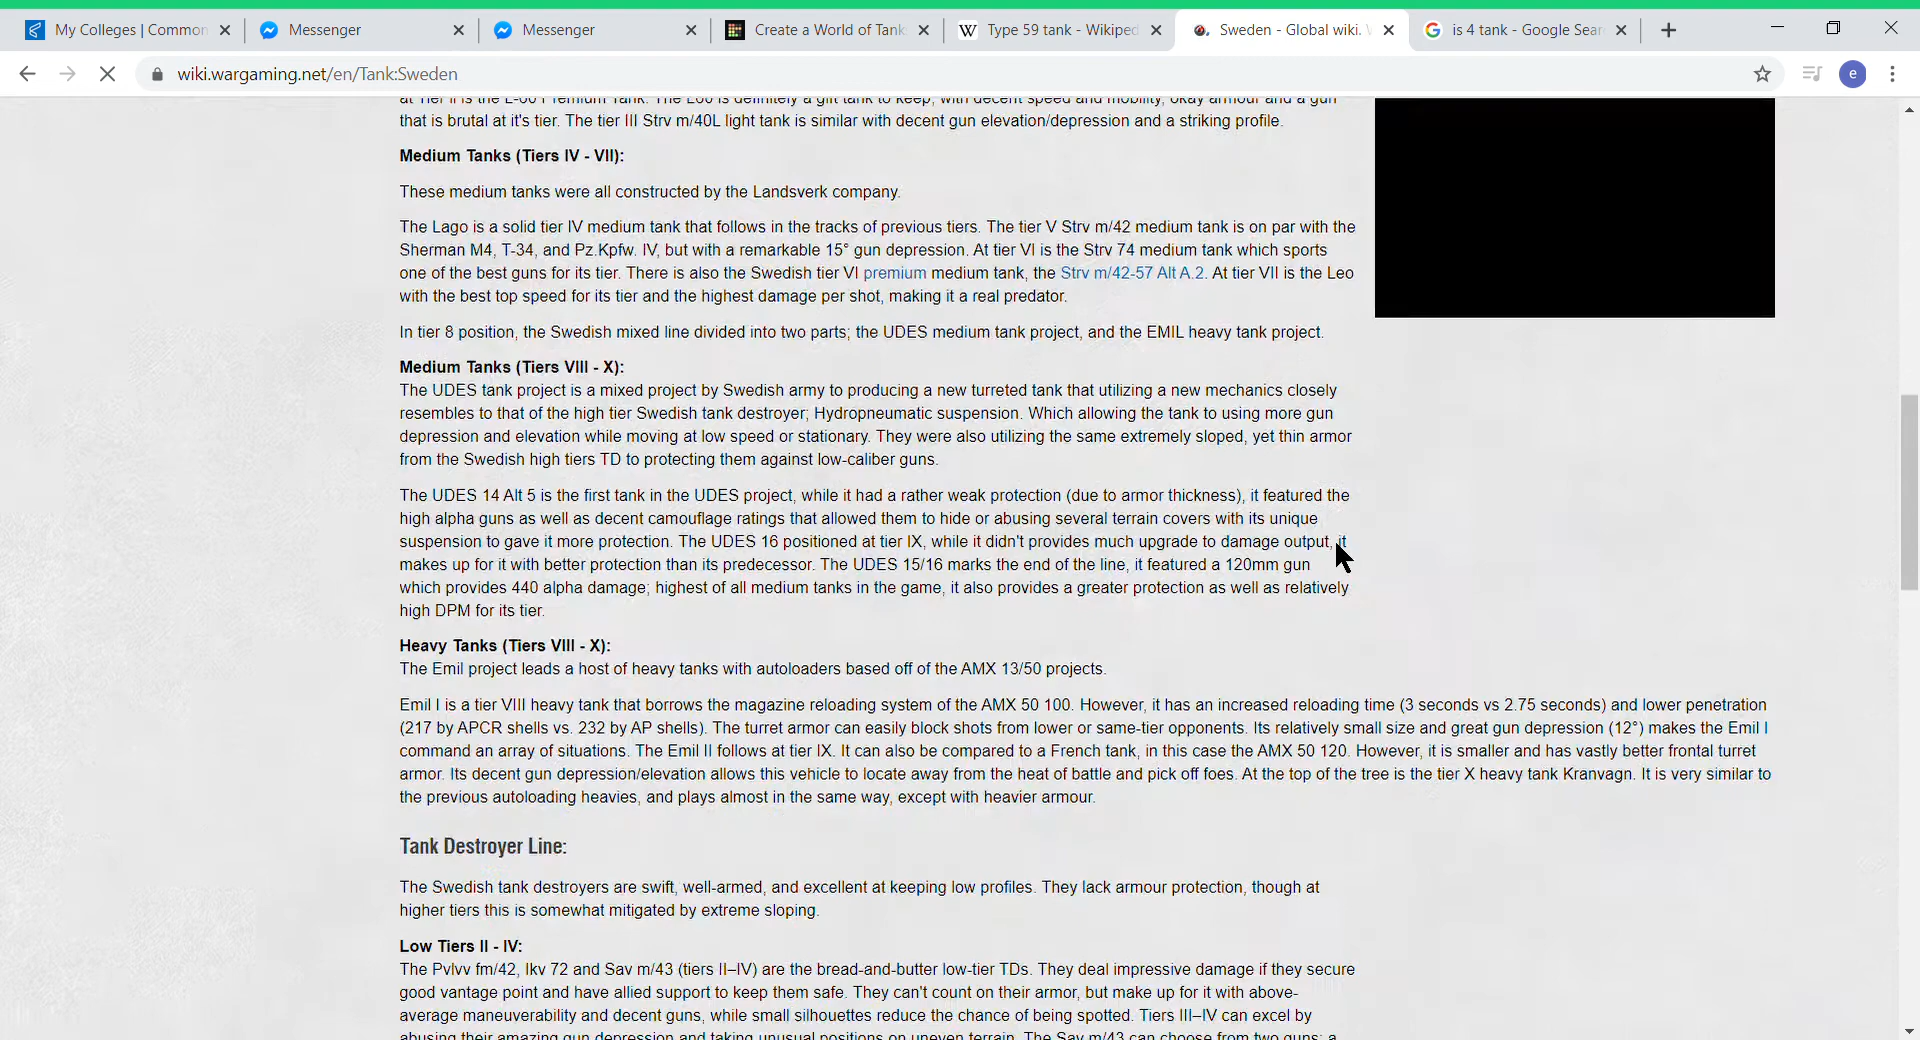 My Colleges | Common
Messenger
Messenger
Create a World of Tank
W Type 59 tank - Wikiped
Sweden - Global wiki. W
G is 4 tank - Google Sear
wiki.wargaming.net/en/Tank:Sweden
e
at Tier II is the L-60 Premium Tank. The L60 is definitely a gift tank to keep, with decent speed and mobility, okay armour and a gun
that is brutal at it's tier. The tier III Strv m/40L light tank is similar with decent gun elevation/depression and a striking profile.
Medium Tanks (Tiers IV - VII):
These medium tanks were all constructed by the Landsverk company.
The Lago is a solid tier IV medium tank that follows in the tracks of previous tiers. The tier V Strv m/42 medium tank is on par with the
Sherman M4, T-34, and Pz.Kpfw. IV, but with a remarkable 15° gun depression. At tier VI is the Strv 74 medium tank which sports
one of the best guns for its tier. There is also the Swedish tier VI premium medium tank, the Strv m/42-57 Alt A.2. At tier VII is the Leo
with the best top speed for its tier and the highest damage per shot, making it a real predator.
In tier 8 position, the Swedish mixed line divided into two parts; the UDES medium tank project, and the EMIL heavy tank project.
Medium Tanks (Tiers VIII - X):
The UDES tank project is a mixed project by Swedish army to producing a new turreted tank that utilizing a new mechanics closely
resembles to that of the high tier Swedish tank destroyer; Hydropneumatic suspension. Which allowing the tank to using more gun
depression and elevation while moving at low speed or stationary. They were also utilizing the same extremely sloped, yet thin armor
from the Swedish high tiers TD to protecting them against low-caliber guns.
The UDES 14 Alt 5 is the first tank in the UDES project, while it had a rather weak protection (due to armor thickness), it featured the
high alpha guns as well as decent camouflage ratings that allowed them to hide or abusing several terrain covers with its unique
suspension to gave it more protection. The UDES 16 positioned at tier IX, while it didn't provides much upgrade to damage output, it
makes up for it with better protection than its predecessor. The UDES 15/16 marks the end of the line, it featured a 120mm gun
which provides 440 alpha damage; highest of all medium tanks in the game, it also provides a greater protection as well as relatively
high DPM for its tier.
Heavy Tanks (Tiers VIII - X):
The Emil project leads a host of heavy tanks with autoloaders based off of the AMX 13/50 projects.
Emil I is a tier VIII heavy tank that borrows the magazine reloading system of the AMX 50 100. However, it has an increased reloading time (3 seconds vs 2.75 seconds) and lower penetration
(217 by APCR shells vs. 232 by AP shells). The turret armor can easily block shots from lower or same-tier opponents. Its relatively small size and great gun depression (12°) makes the Emil I
command an array of situations. The Emil II follows at tier IX. It can also be compared to a French tank, in this case the AMX 50 120. However, it is smaller and has vastly better frontal turret
armor. Its decent gun depression/elevation allows this vehicle to locate away from the heat of battle and pick off foes. At the top of the tree is the tier X heavy tank Kranvagn. It is very similar to
the previous autoloading heavies, and plays almost in the same way, except with heavier armour.
Tank Destroyer Line:
The Swedish tank destroyers are swift, well-armed, and excellent at keeping low profiles. They lack armour protection, though at
higher tiers this is somewhat mitigated by extreme sloping.
Low Tiers II - IV:
The Pvlvv fm/42, Ikv 72 and Sav m/43 (tiers II–IV) are the bread-and-butter low-tier TDs. They deal impressive damage if they secure
good vantage point and have allied support to keep them safe. They can't count on their armor, but make up for it with above-
average maneuverability and decent guns, while small silhouettes reduce the chance of being spotted. Tiers III–IV can excel by
abusing their amazing gun depression and taking unusual positions on uneven terrain. The Sav m/43 can choose from two guns: a